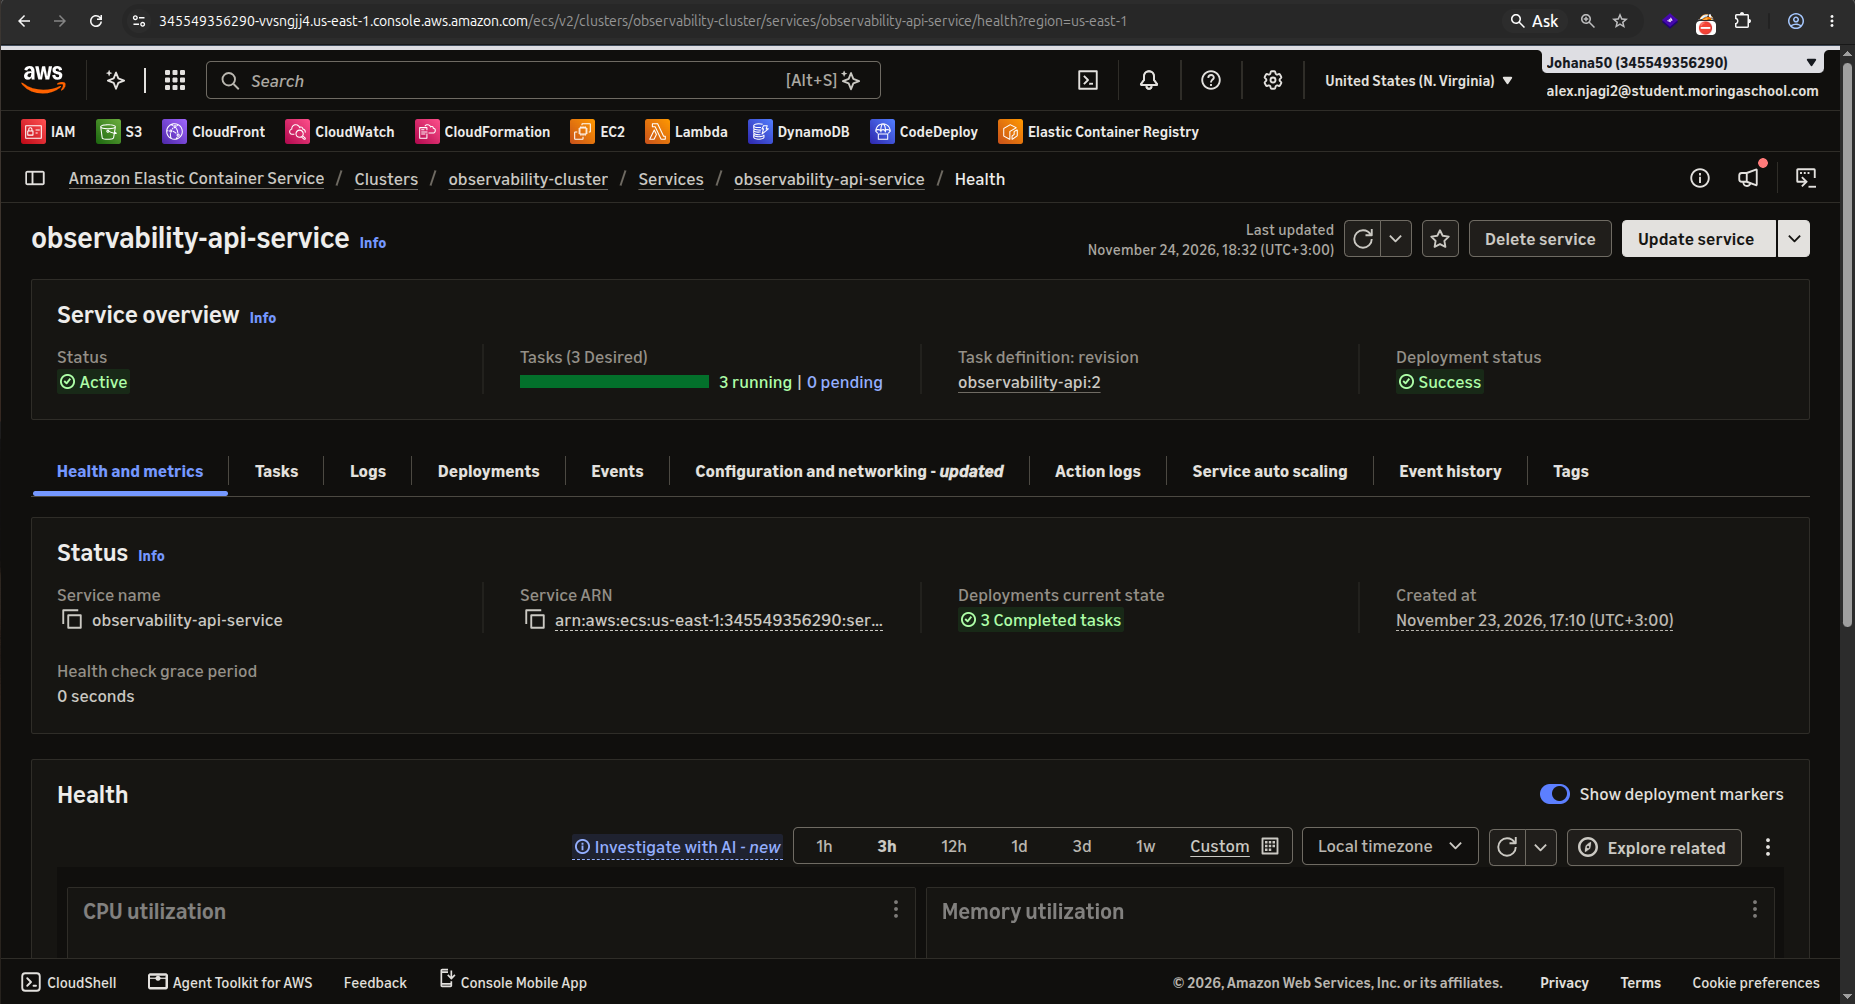 345549356290-vvsngjj4.us-east-1.console.aws.amazon.com/ecs/v2/clusters/observability-cluster/services/observability-api-service/health?region=us-east-1
Ask
aws
Search
[Alt+S]
United States (N. Virginia)
Johana50 (345549356290)
alex.njagi2@student.moringaschool.com
IAM S3 CloudFront CloudWatch CloudFormation EC2 Lambda DynamoDB CodeDeploy Elastic Container Registry
Amazon Elastic Container Service / Clusters / observability-cluster / Services / observability-api-service / Health
observability-api-service Info
Last updated
November 24, 2026, 18:32 (UTC+3:00)
Delete service
Update service
Service overview Info
Status
Active
Tasks (3 Desired)
3 running | 0 pending
Task definition: revision
observability-api:2
Deployment status
Success
Health and metrics Tasks Logs Deployments Events Configuration and networking - updated Action logs Service auto scaling Event history Tags
Status Info
Service name
observability-api-service
Service ARN
arn:aws:ecs:us-east-1:345549356290:ser...
Deployments current state
3 Completed tasks
Created at
November 23, 2026, 17:10 (UTC+3:00)
Health check grace period
0 seconds
Health
Show deployment markers
Investigate with AI - new
1h 3h 12h 1d 3d 1w Custom
Local timezone
Explore related
CPU utilization
Memory utilization
CloudShell Agent Toolkit for AWS Feedback Console Mobile App
© 2026, Amazon Web Services, Inc. or its affiliates. Privacy Terms Cookie preferences